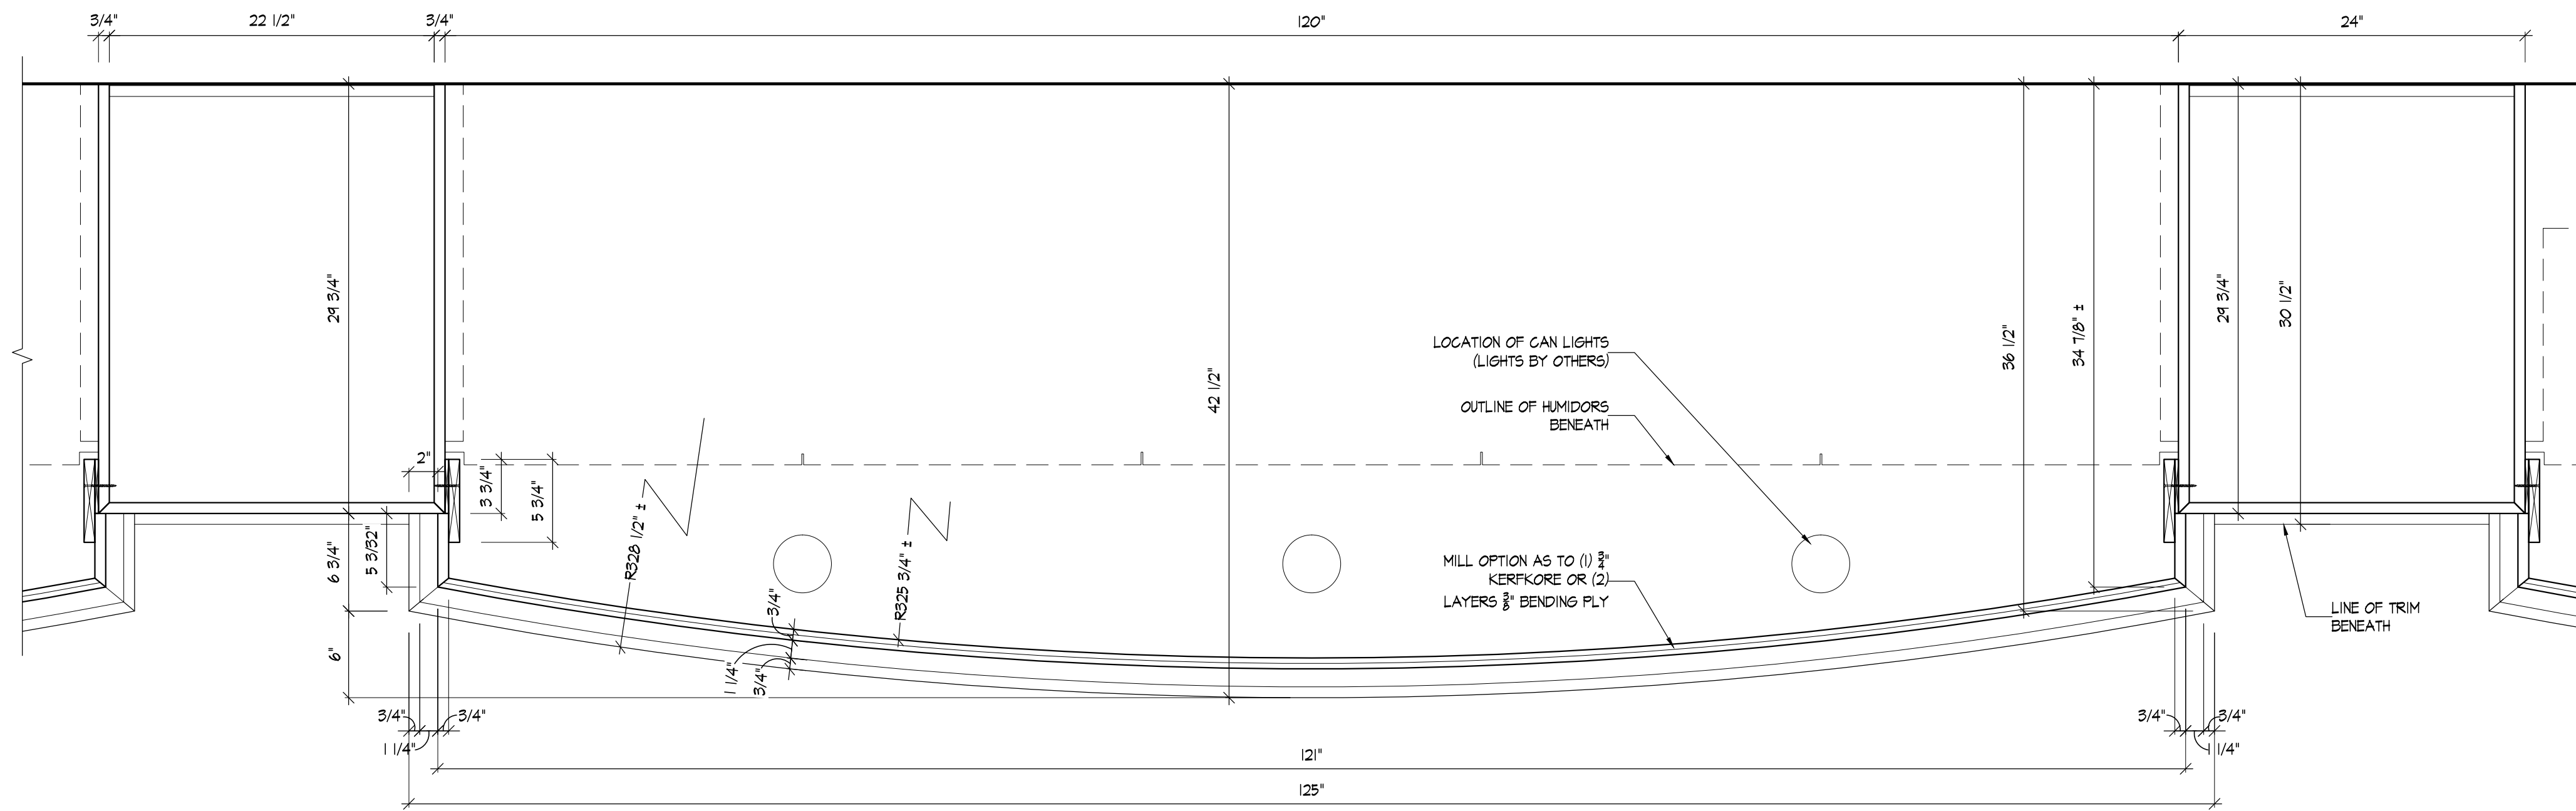 3/4"
22 1/2"
3/4"
120"
24"
29 3/4"
42 1/2"
36 1/2"
34 7/8" ±
29 3/4"
30 1/2"
LOCATION OF CAN LIGHTS
(LIGHTS BY OTHERS)
OUTLINE OF HUMIDORS
BENEATH
2"
3 3/4"
5 3/4"
6 3/4"
5 3/32"
R328 1/2" ±
R325 3/4" ±
MILL OPTION AS TO (1) 3/4"
KERFKORE OR (2)
LAYERS 3/8" BENDING PLY
LINE OF TRIM
BENEATH
3/4"
1 1/4"
3/4"
6"
3/4"
3/4"
1 1/4"
3/4"
3/4"
1 1/4"
121"
125"